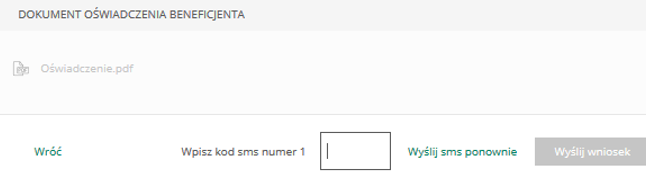 DOKUMENT OŚWIADCZENIA BENEFICJENTA
Oświadczenie.pdf
Wróć Wpisz kod sms numer 1 Wyślij sms ponownie Wyślij wniosek